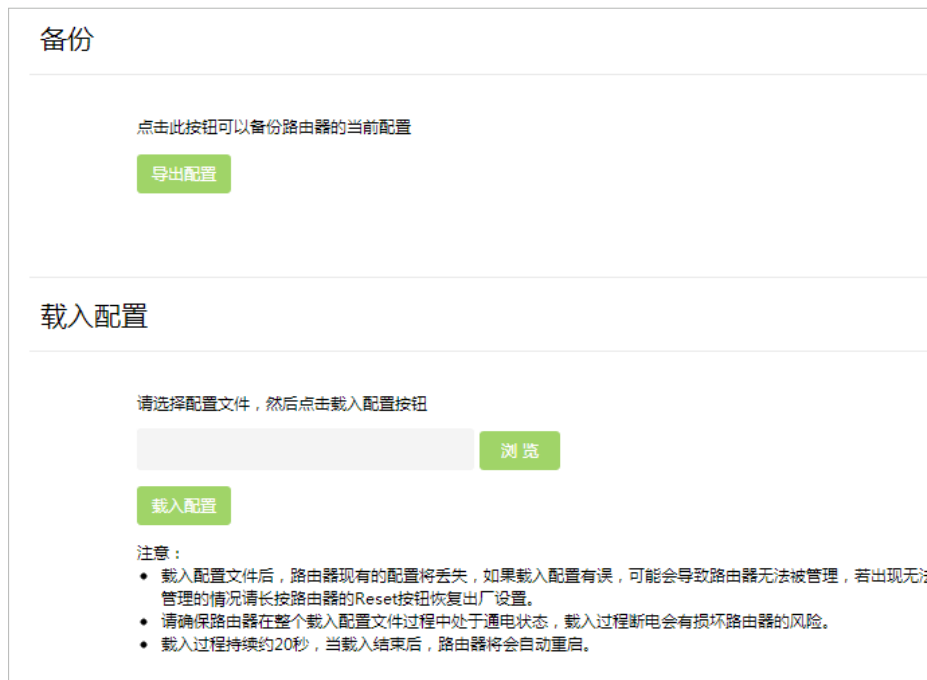 备份
点击此按钮可以备份路由器的当前配置
导出配置
载入配置
请选择配置文件，然后点击载入配置按钮
浏 览
载入配置
注意：
● 载入配置文件后，路由器现有的配置将丢失，如果载入配置有误，可能会导致路由器无法被管理，若出现无法
管理的情况请长按路由器的Reset按钮恢复出厂设置。
● 请确保路由器在整个载入配置文件过程中处于通电状态，载入过程断电会有损坏路由器的风险。
● 载入过程持续约20秒，当载入结束后，路由器将会自动重启。